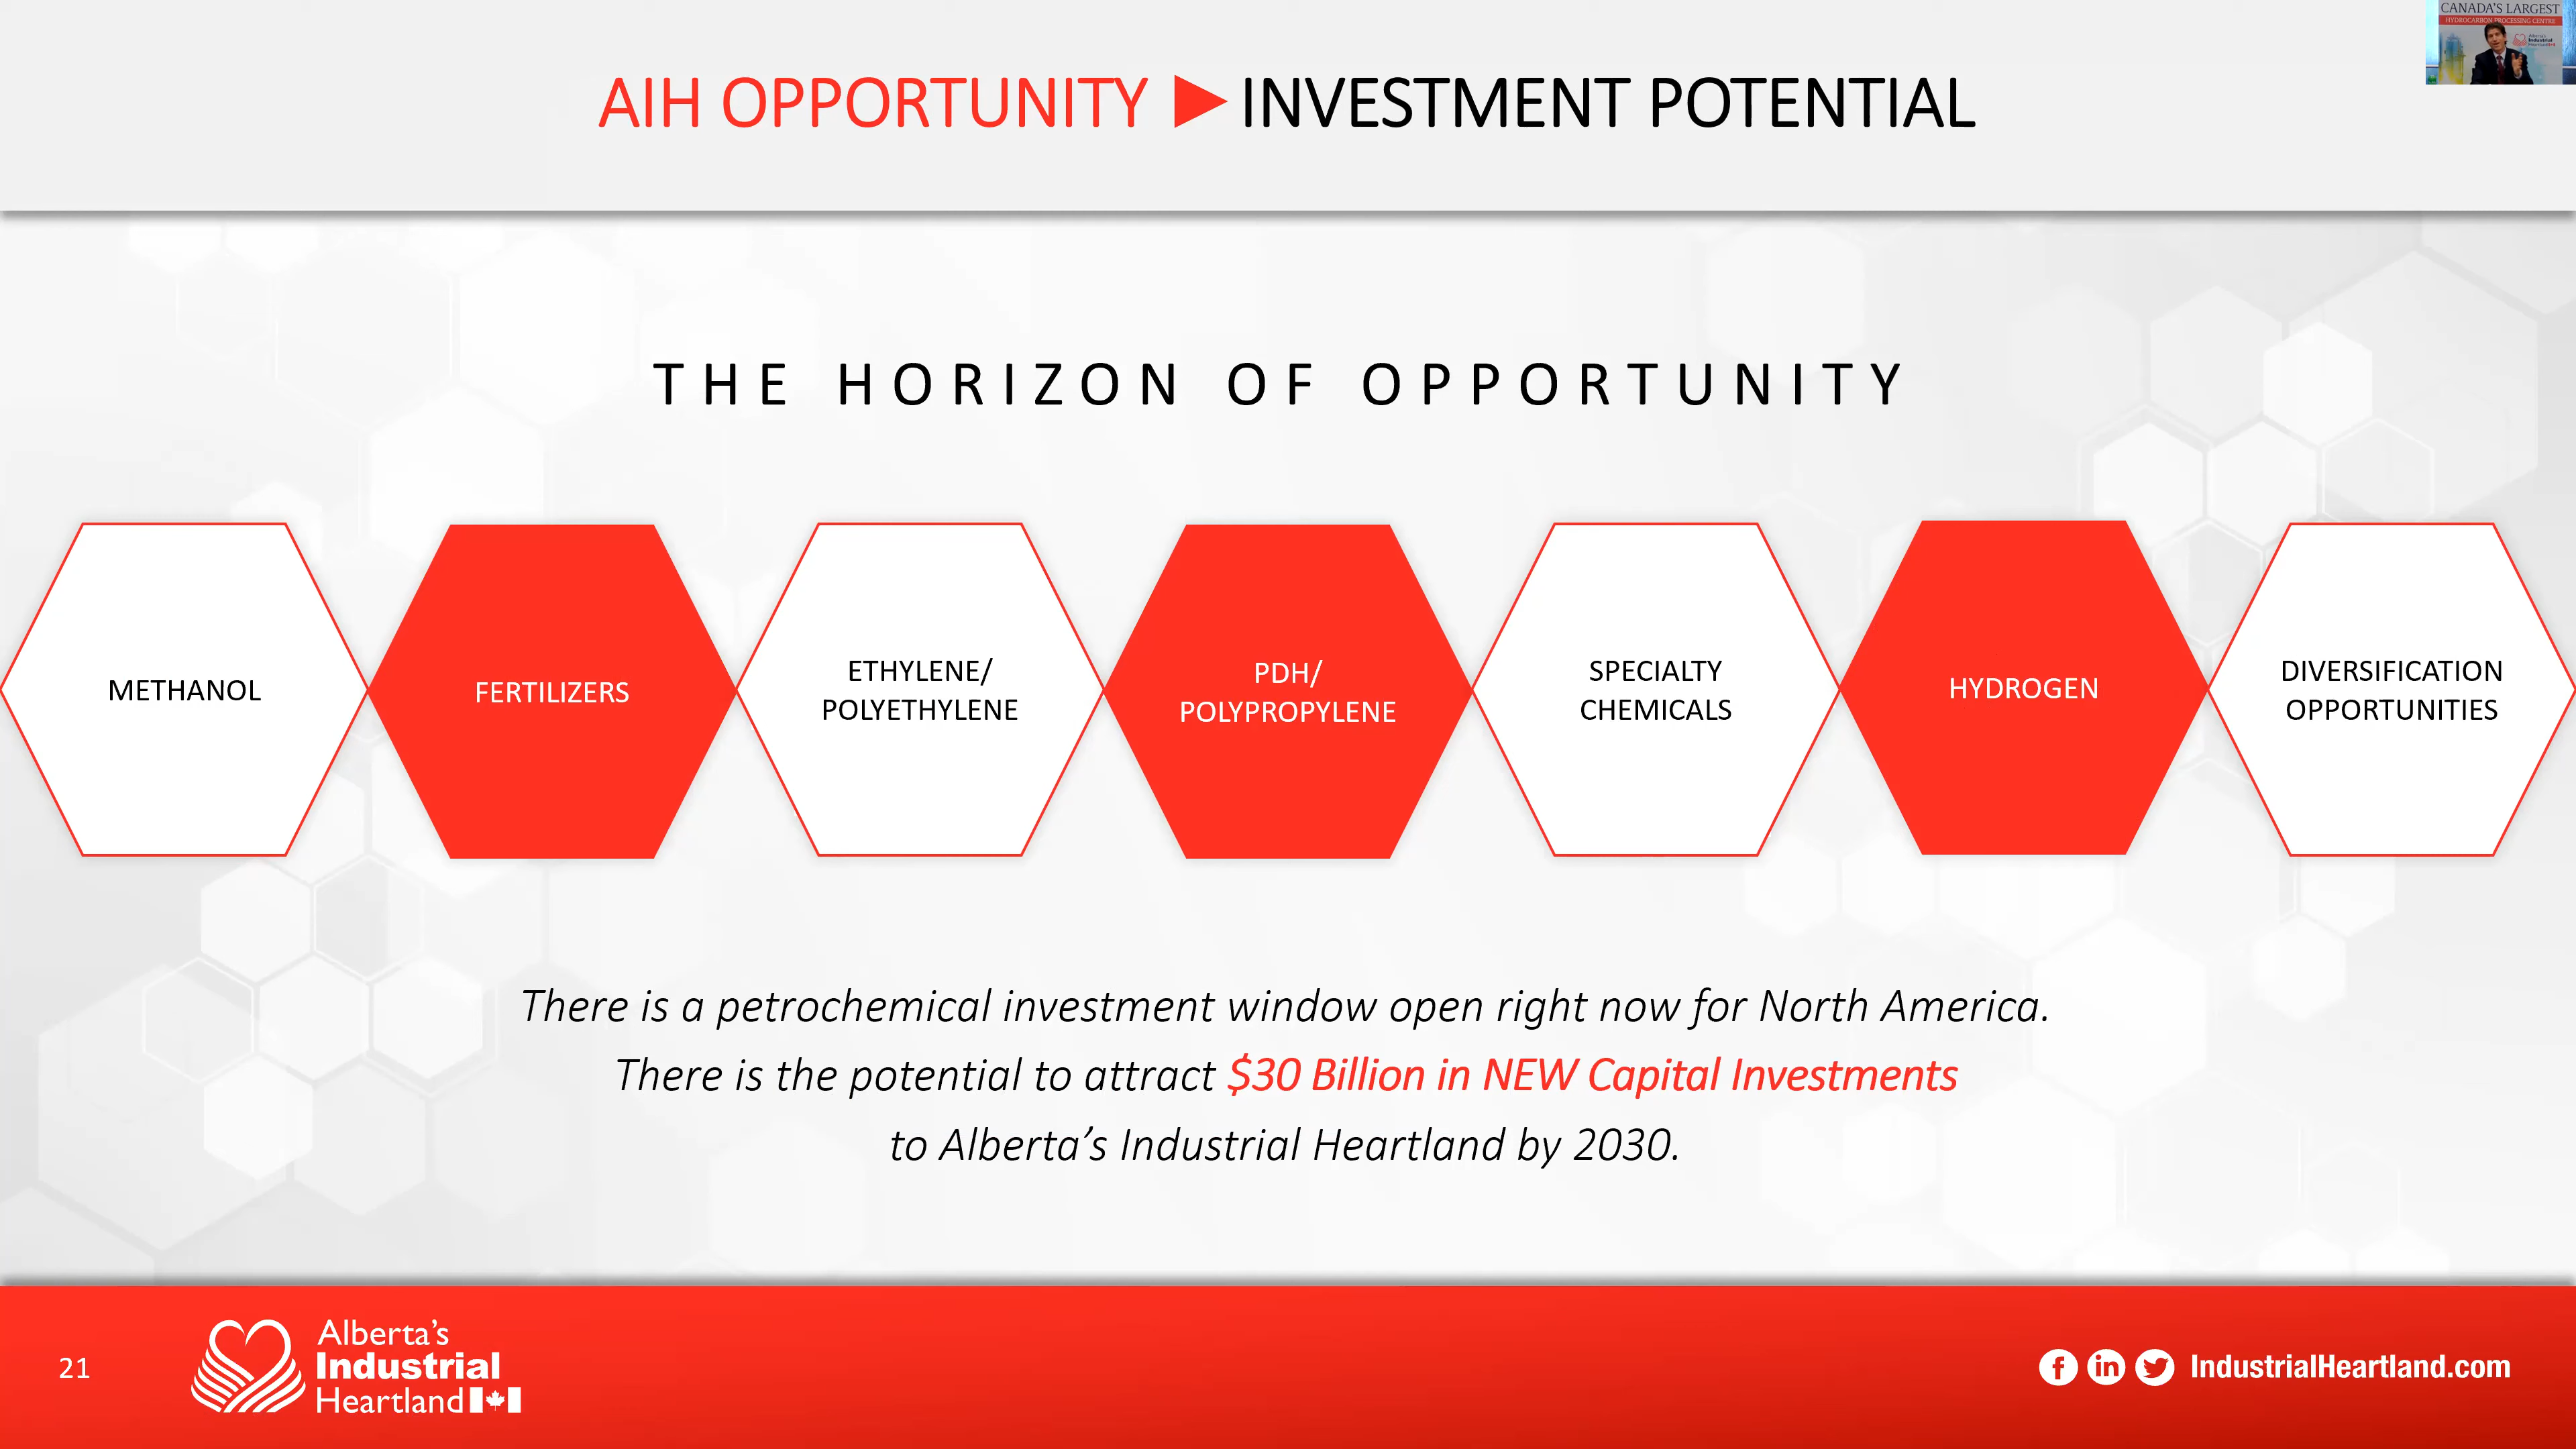 CANADA'S LARGEST
HYDROCARBON PROCESSING CENTRE
Alberta's
Industrial
Heartland
AIH OPPORTUNITY ▶ INVESTMENT POTENTIAL
THE HORIZON OF OPPORTUNITY
METHANOL
FERTILIZERS
ETHYLENE/
POLYETHYLENE
PDH/
POLYPROPYLENE
SPECIALTY
CHEMICALS
HYDROGEN
DIVERSIFICATION
OPPORTUNITIES
There is a petrochemical investment window open right now for North America.
There is the potential to attract $30 Billion in NEW Capital Investments
to Alberta’s Industrial Heartland by 2030.
21
Alberta’s
Industrial
Heartland
IndustrialHeartland.com